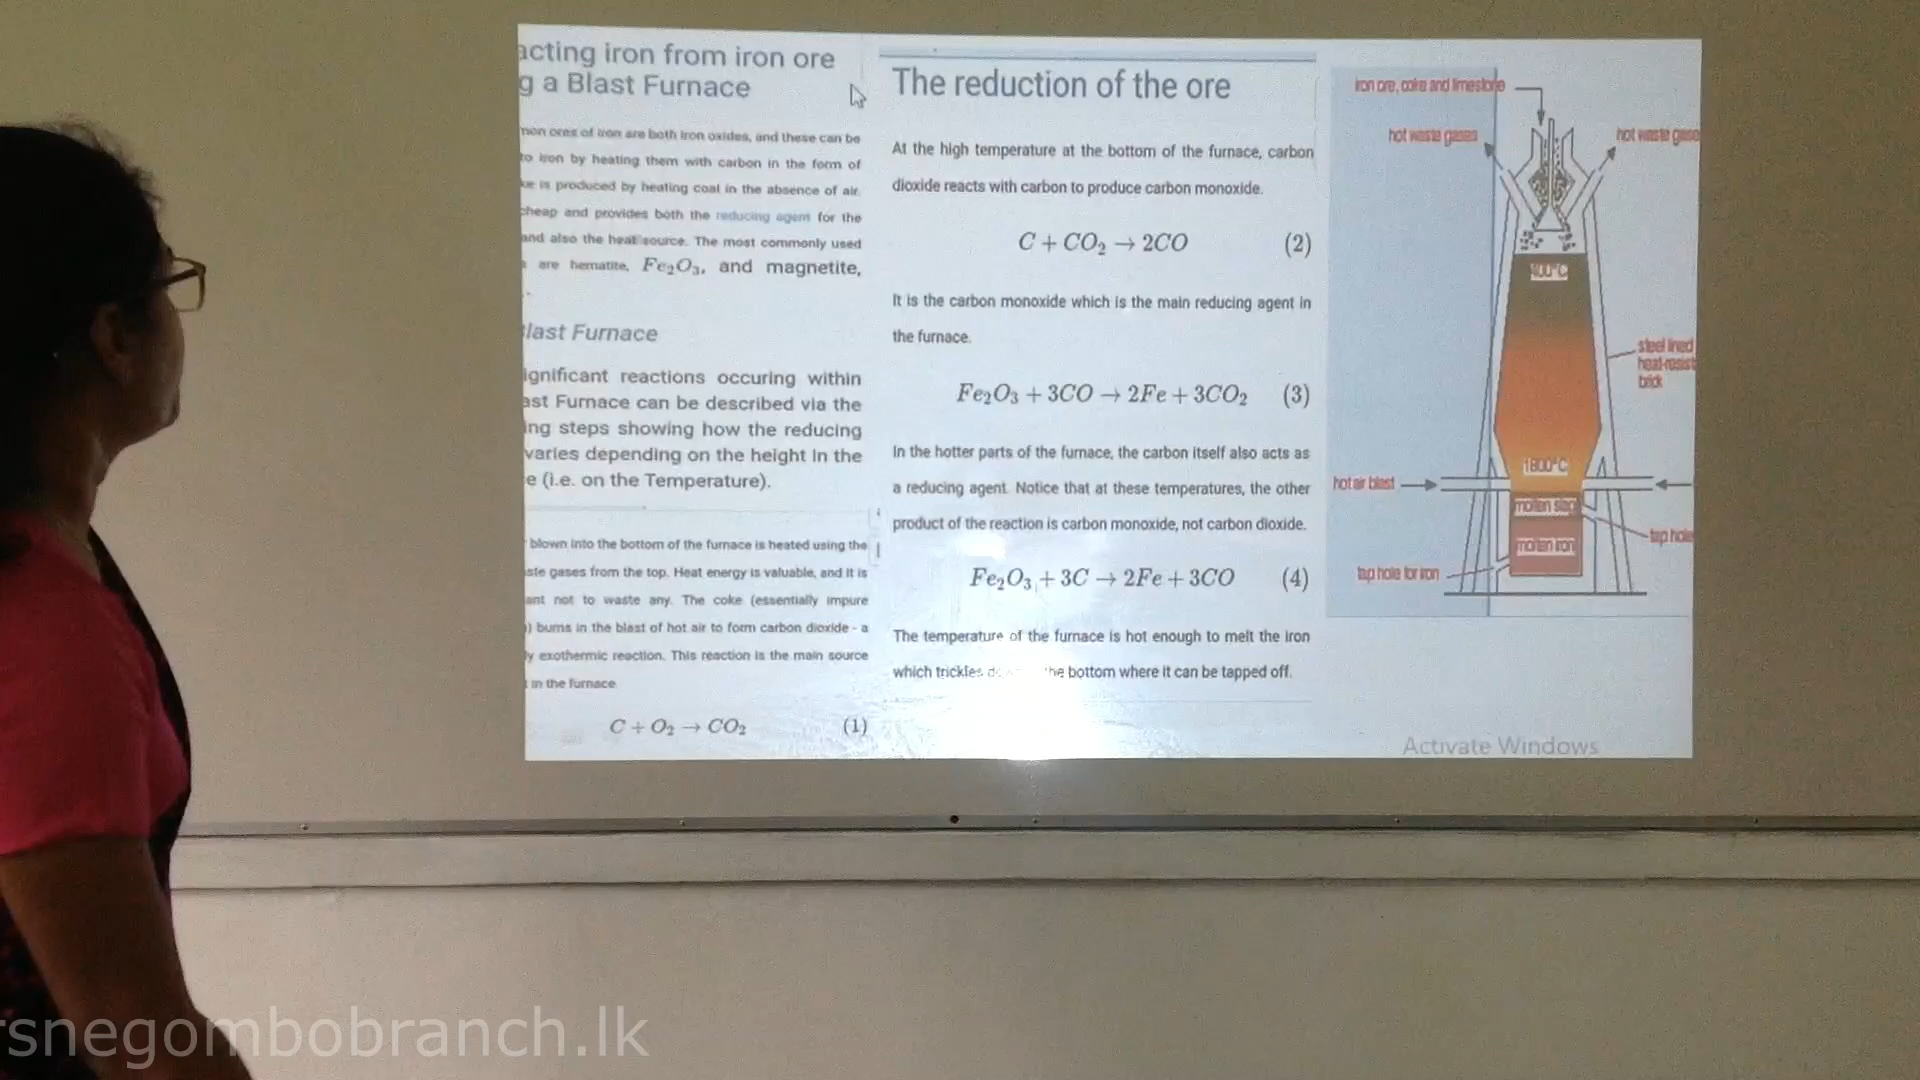 acting iron from iron ore
g a Blast Furnace
mon ores of iron are both iron oxides, and these can be
to iron by heating them with carbon in the form of
ke is produced by heating coal in the absence of air.
cheap and provides both the reducing agent for the
and also the heat source. The most commonly used
s are hematite, Fe₂O₃, and magnetite,
last Furnace
ignificant reactions occuring within
ast Furnace can be described via the
ing steps showing how the reducing
varies depending on the height in the
e (i.e. on the Temperature).
blown into the bottom of the furnace is heated using the
ste gases from the top. Heat energy is valuable, and it is
ant not to waste any. The coke (essentially impure
) burns in the blast of hot air to form carbon dioxide - a
ly exothermic reaction. This reaction is the main source
t in the furnace
C + O₂ → CO₂ (1)
The reduction of the ore
At the high temperature at the bottom of the furnace, carbon
dioxide reacts with carbon to produce carbon monoxide.
C + CO₂ → 2CO (2)
It is the carbon monoxide which is the main reducing agent in
the furnace.
Fe₂O₃ + 3CO → 2Fe + 3CO₂ (3)
In the hotter parts of the furnace, the carbon itself also acts as
a reducing agent. Notice that at these temperatures, the other
product of the reaction is carbon monoxide, not carbon dioxide.
Fe₂O₃ + 3C → 2Fe + 3CO (4)
The temperature of the furnace is hot enough to melt the iron
which trickles the bottom where it can be tapped off.
iron ore, coke and limestone
hot waste gases
hot waste gase
400°C
steel lined
heat-resist
brick
1800°C
hot air blast
molten slag
tap hole
molten iron
tap hole for iron
Activate Windows
rsnegombobranch.lk